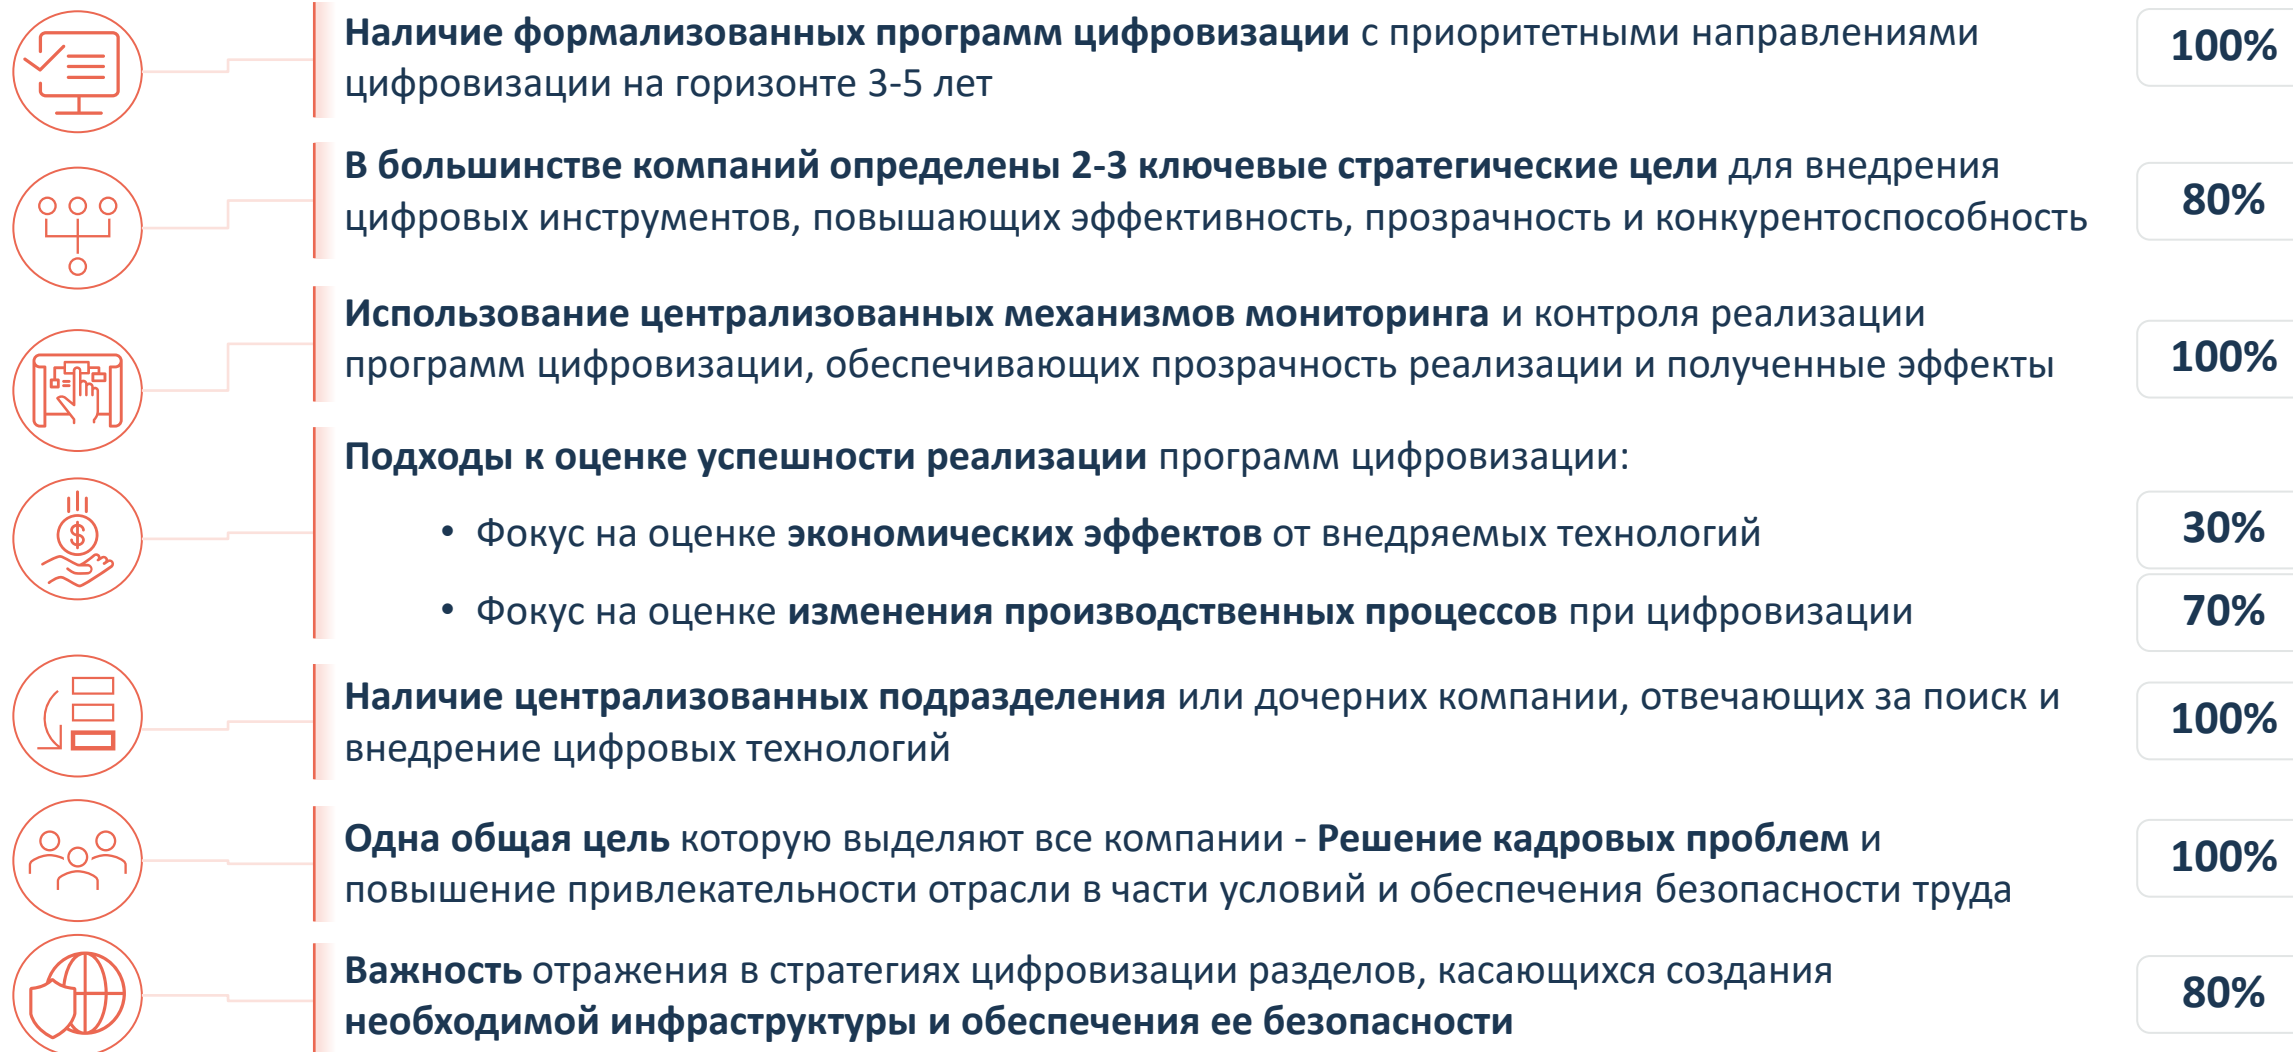 Наличие формализованных программ цифровизации с приоритетными направлениями
цифровизации на горизонте 3-5 лет
100%
В большинстве компаний определены 2-3 ключевые стратегические цели для внедрения
цифровых инструментов, повышающих эффективность, прозрачность и конкурентоспособность
80%
Использование централизованных механизмов мониторинга и контроля реализации
программ цифровизации, обеспечивающих прозрачность реализации и полученные эффекты
100%
Подходы к оценке успешности реализации программ цифровизации:
• Фокус на оценке экономических эффектов от внедряемых технологий
30%
• Фокус на оценке изменения производственных процессов при цифровизации
70%
Наличие централизованных подразделения или дочерних компании, отвечающих за поиск и
внедрение цифровых технологий
100%
Одна общая цель которую выделяют все компании - Решение кадровых проблем и
повышение привлекательности отрасли в части условий и обеспечения безопасности труда
100%
Важность отражения в стратегиях цифровизации разделов, касающихся создания
необходимой инфраструктуры и обеспечения ее безопасности
80%
$